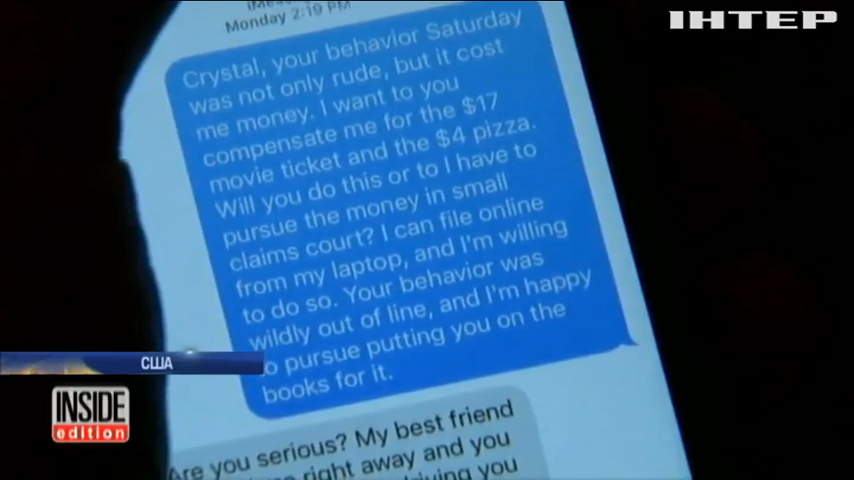 Monday 2:19 PM
ІНТЕР
Crystal, your behavior Saturday
was not only rude, but it cost
me money. I want to you
compensate me for the $17
movie ticket and the $4 pizza.
Will you do this or to I have to
pursue the money in small
claims court? I can file online
from my laptop, and I'm willing
to do so. Your behavior was
wildly out of line, and I'm happy
to pursue putting you on the
books for it.
США
INSIDE
edition
Are you serious? My best friend
right away and you
driving you